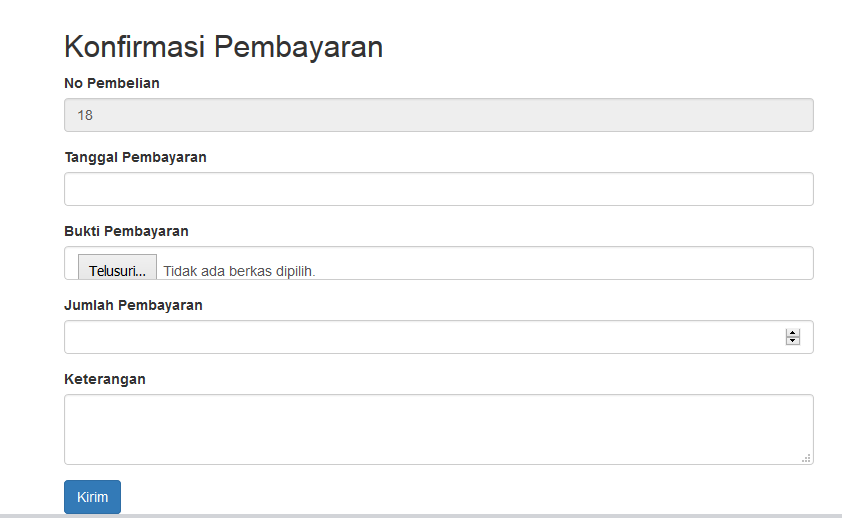 Konfirmasi Pembayaran
No Pembelian
18
Tanggal Pembayaran
Bukti Pembayaran
Telusuri... Tidak ada berkas dipilih.
Jumlah Pembayaran
Keterangan
Kirim